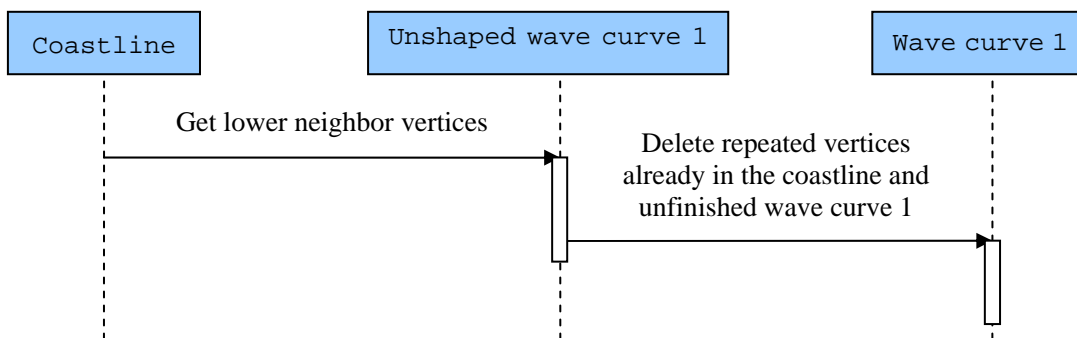 Coastline
Unshaped wave curve 1
Wave curve 1
Get lower neighbor vertices
Delete repeated vertices
already in the coastline and
unfinished wave curve 1